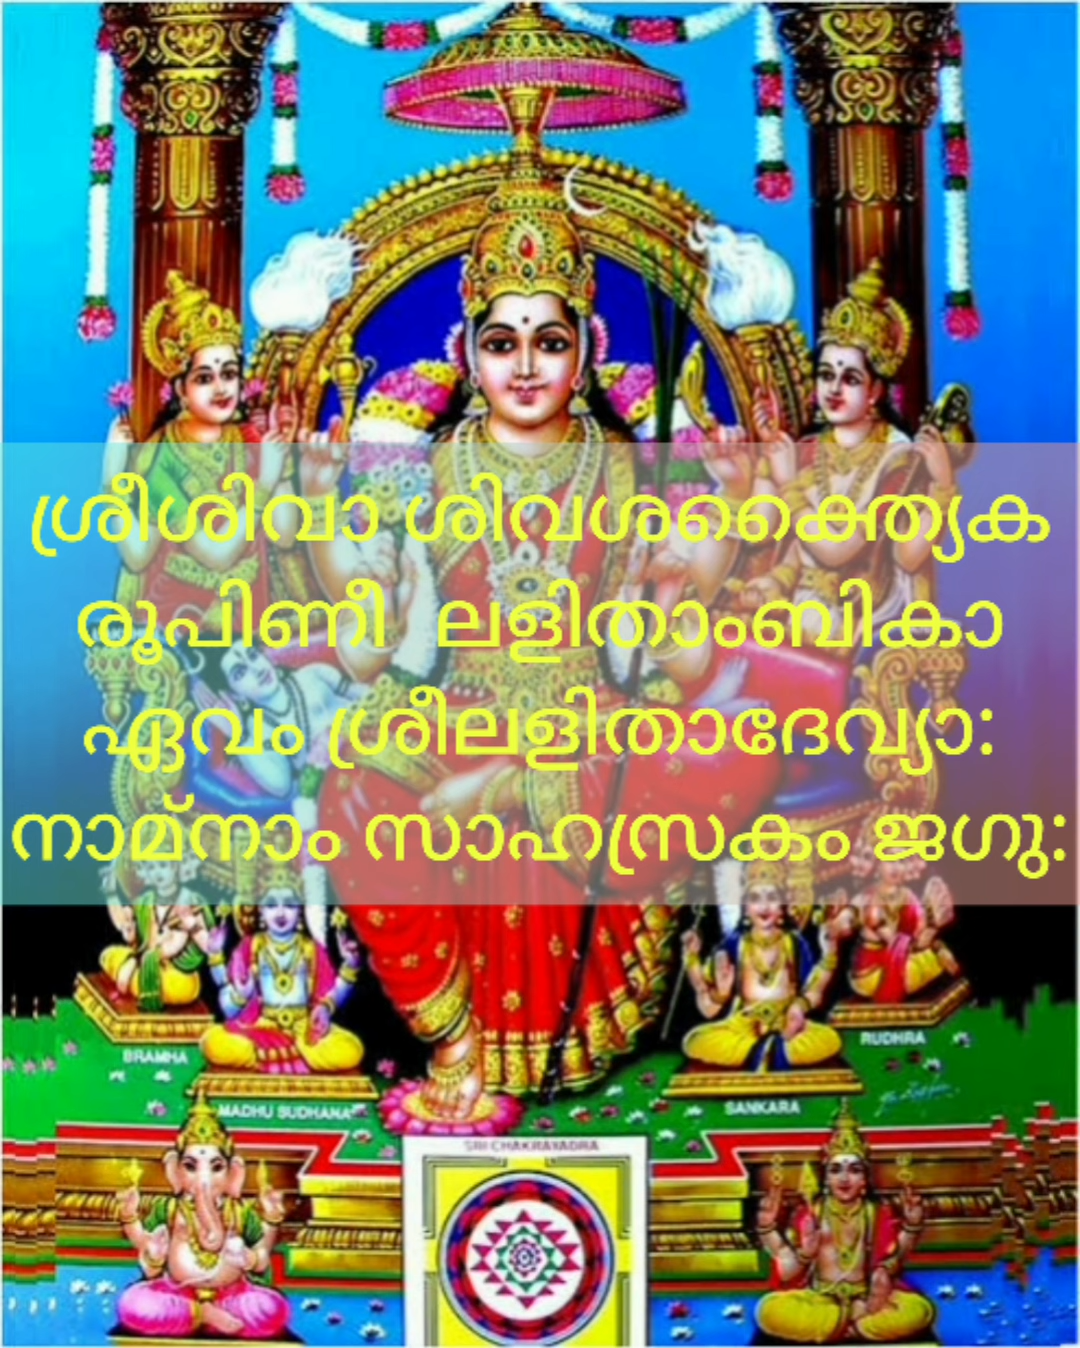 ശ്രീശിവാ ശിവശക്ത്യൈക
രൂപിണീ ലളിതാംബികാ
ഏവം ശ്രീലളിതാദേവ്യാ:
നാമ്നാം സാഹസ്രകം ജഗു:
BRAMHA
MADHU SUDHANA
SANKARA
RUDHRA
SRI CHAKRAYADRA